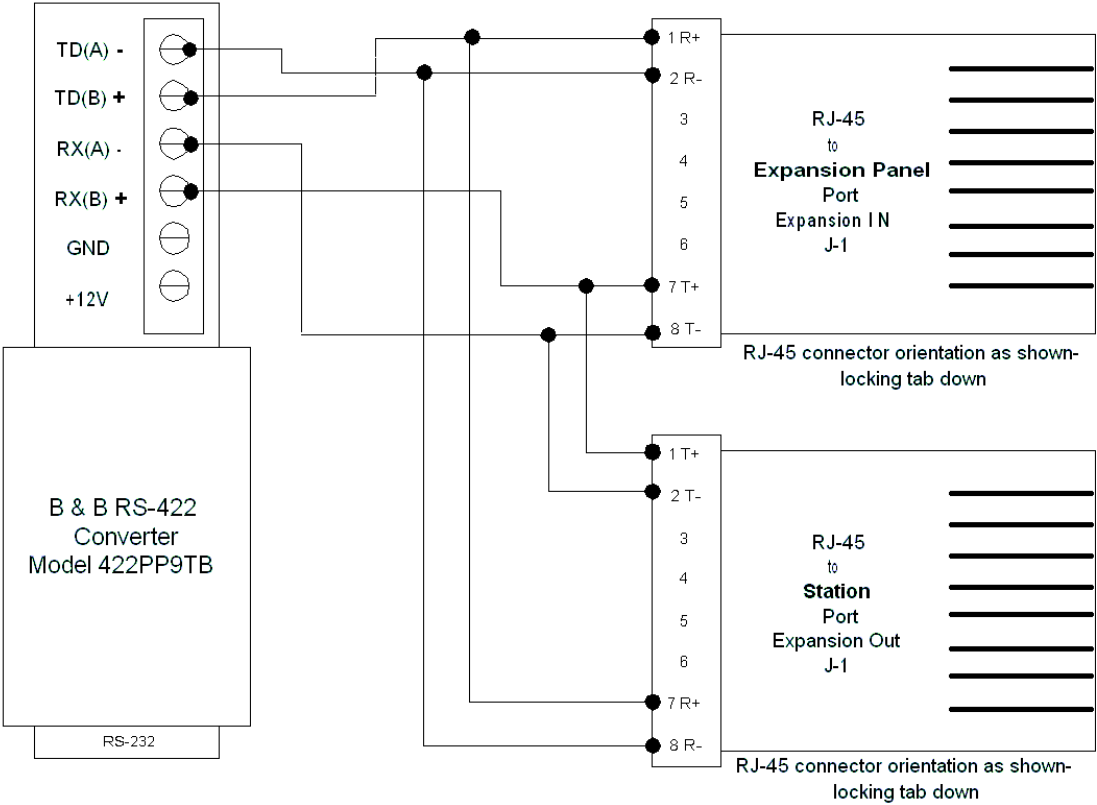 TD(A) -
TD(B) +
RX(A) -
RX(B) +
GND
+12V
B & B RS-422
Converter
Model 422PP9TB
RS-232
1 R+
2 R-
3
4
5
6
7 T+
8 T-
RJ-45
to
Expansion Panel
Port
Expansion IN
J-1
RJ-45 connector orientation as shown-
locking tab down
1 T+
2 T-
3
4
5
6
7 R+
8 R-
RJ-45
to
Station
Port
Expansion Out
J-1
RJ-45 connector orientation as shown-
locking tab down